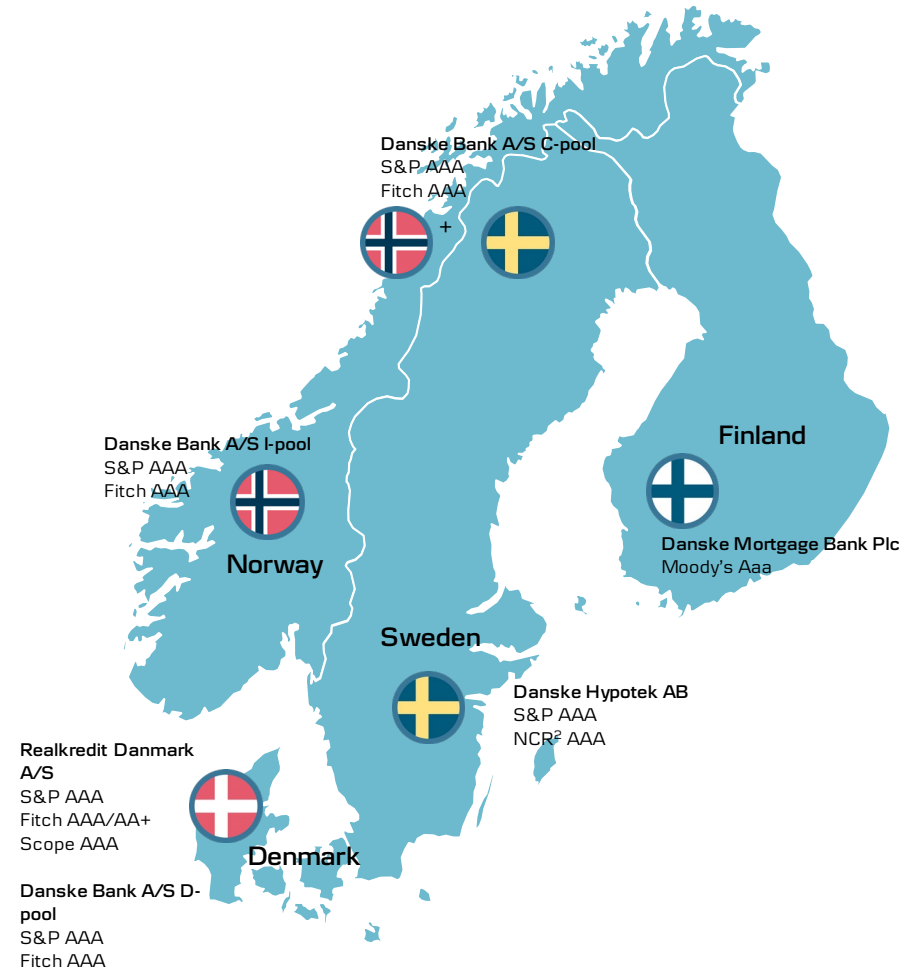 Danske Bank A/S C-pool
S&P AAA
Fitch AAA
+
Danske Bank A/S I-pool
S&P AAA
Fitch AAA
Norway
Finland
Danske Mortgage Bank Plc
Moody's Aaa
Sweden
Danske Hypotek AB
S&P AAA
NCR² AAA
Realkredit Danmark
A/S
S&P AAA
Fitch AAA/AA+
Scope AAA
Denmark
Danske Bank A/S D-
pool
S&P AAA
Fitch AAA